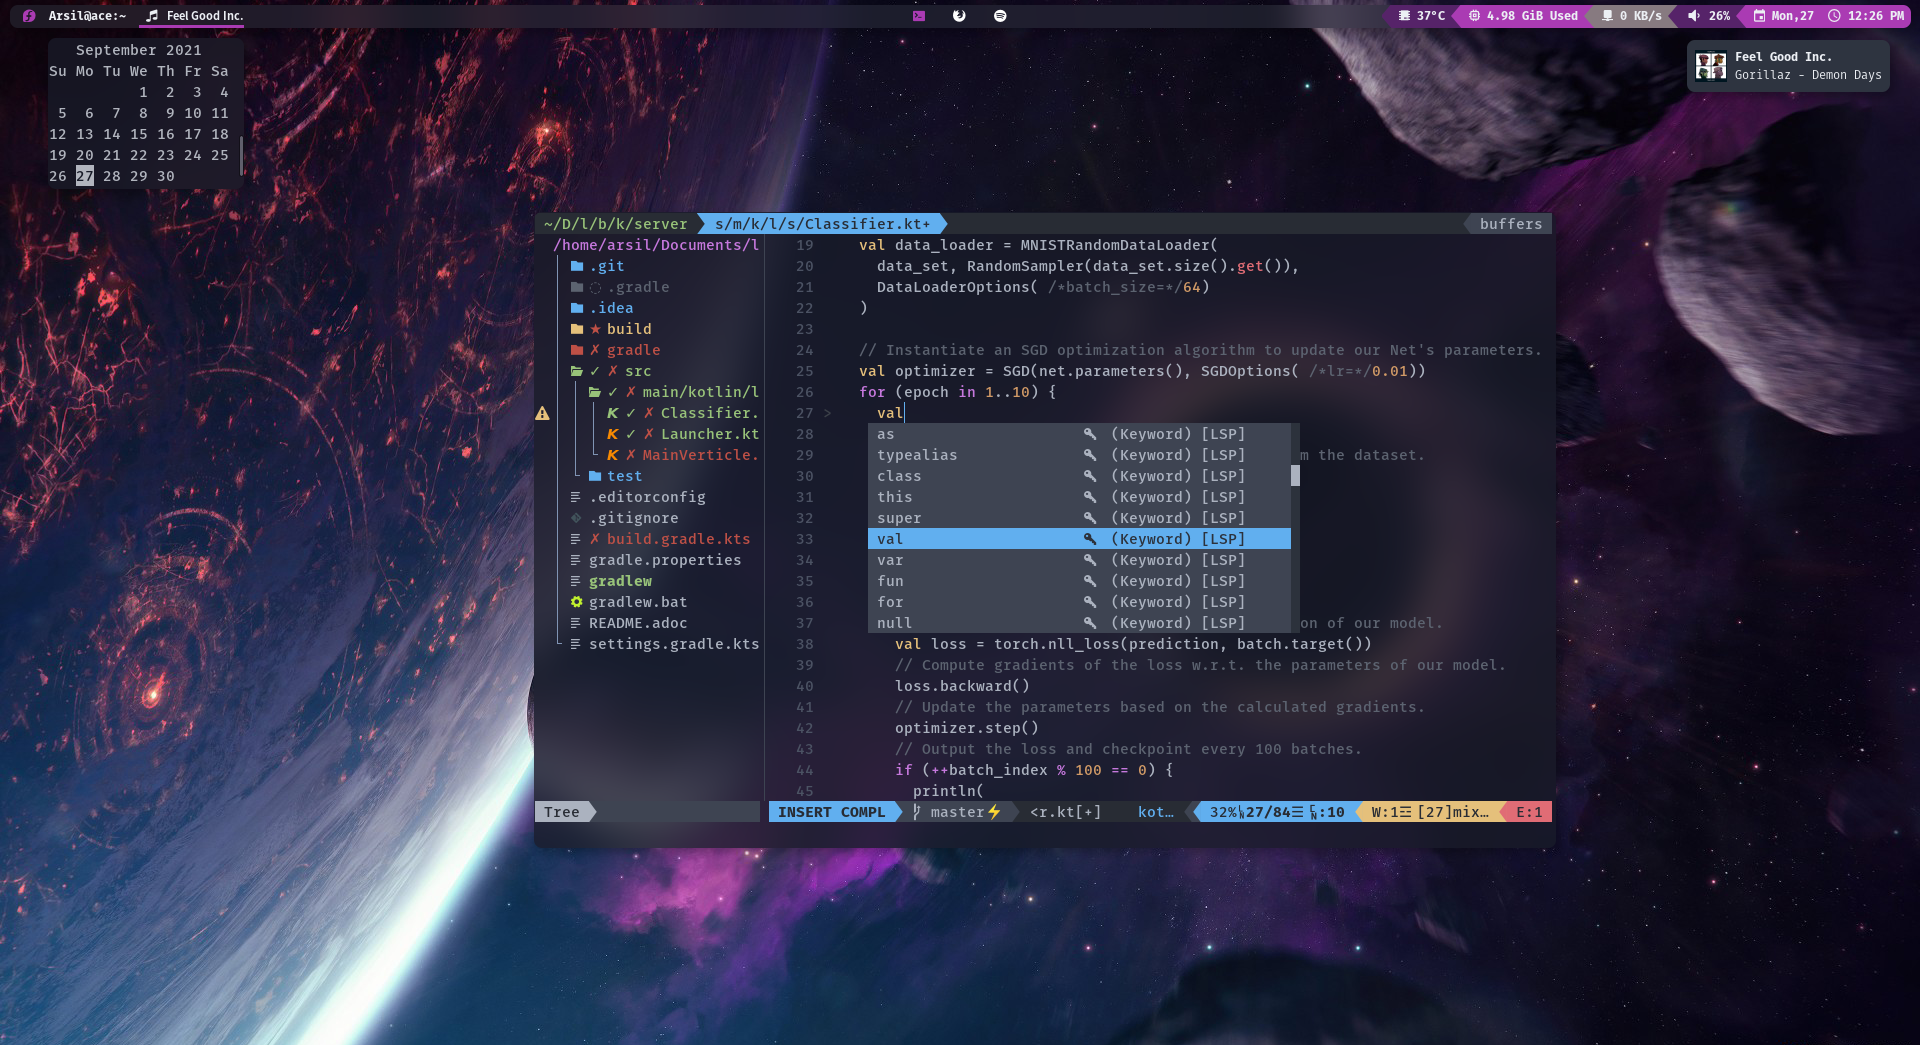 Arsil@ace:~
Feel Good Inc.
37°C
4.98 GiB Used
0 KB/s
26%
Mon,27
12:26 PM
September 2021
Su Mo Tu We Th Fr Sa
1 2 3 4
5 6 7 8 9 10 11
12 13 14 15 16 17 18
19 20 21 22 23 24 25
26 27 28 29 30
Feel Good Inc.
Gorillaz - Demon Days
~/D/l/b/k/server
s/m/k/l/s/Classifier.kt+
buffers
/home/arsil/Documents/l
.git
.gradle
.idea
★ build
✗ gradle
✓ ✗ src
✓ ✗ main/kotlin/l
✓ ✗ Classifier.
✓ ✗ Launcher.kt
✗ MainVerticle.
test
.editorconfig
.gitignore
✗ build.gradle.kts
gradle.properties
gradlew
gradlew.bat
README.adoc
settings.gradle.kts
Tree
19 val data_loader = MNISTRandomDataLoader(
20 data_set, RandomSampler(data_set.size().get()),
21 DataLoaderOptions( /*batch_size=*/64)
22 )
23
24 // Instantiate an SGD optimization algorithm to update our Net's parameters.
25 val optimizer = SGD(net.parameters(), SGDOptions( /*lr=*/0.01))
26 for (epoch in 1..10) {
27 > val
28 as (Keyword) [LSP]
29 typealias (Keyword) [LSP] m the dataset.
30 class (Keyword) [LSP]
31 this (Keyword) [LSP]
32 super (Keyword) [LSP]
33 val (Keyword) [LSP]
34 var (Keyword) [LSP]
35 fun (Keyword) [LSP]
36 for (Keyword) [LSP]
37 null (Keyword) [LSP] on of our model.
38 val loss = torch.nll_loss(prediction, batch.target())
39 // Compute gradients of the loss w.r.t. the parameters of our model.
40 loss.backward()
41 // Update the parameters based on the calculated gradients.
42 optimizer.step()
43 // Output the loss and checkpoint every 100 batches.
44 if (++batch_index % 100 == 0) {
45 println(
INSERT COMPL master⚡ <r.kt[+] kot… 32% 27/84☰ :10 W:1☲ [27]mix… E:1